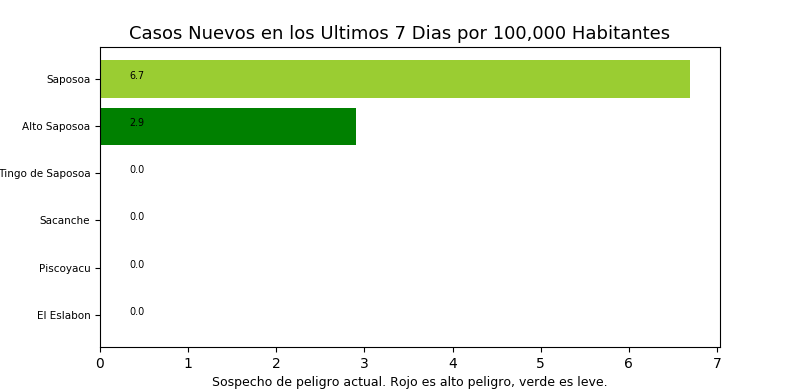 Casos Nuevos en los Ultimos 7 Dias por 100,000 Habitantes
Saposoa 6.7
Alto Saposoa 2.9
Tingo de Saposoa 0.0
Sacanche 0.0
Piscoyacu 0.0
El Eslabon 0.0
0 1 2 3 4 5 6 7
Sospecho de peligro actual. Rojo es alto peligro, verde es leve.